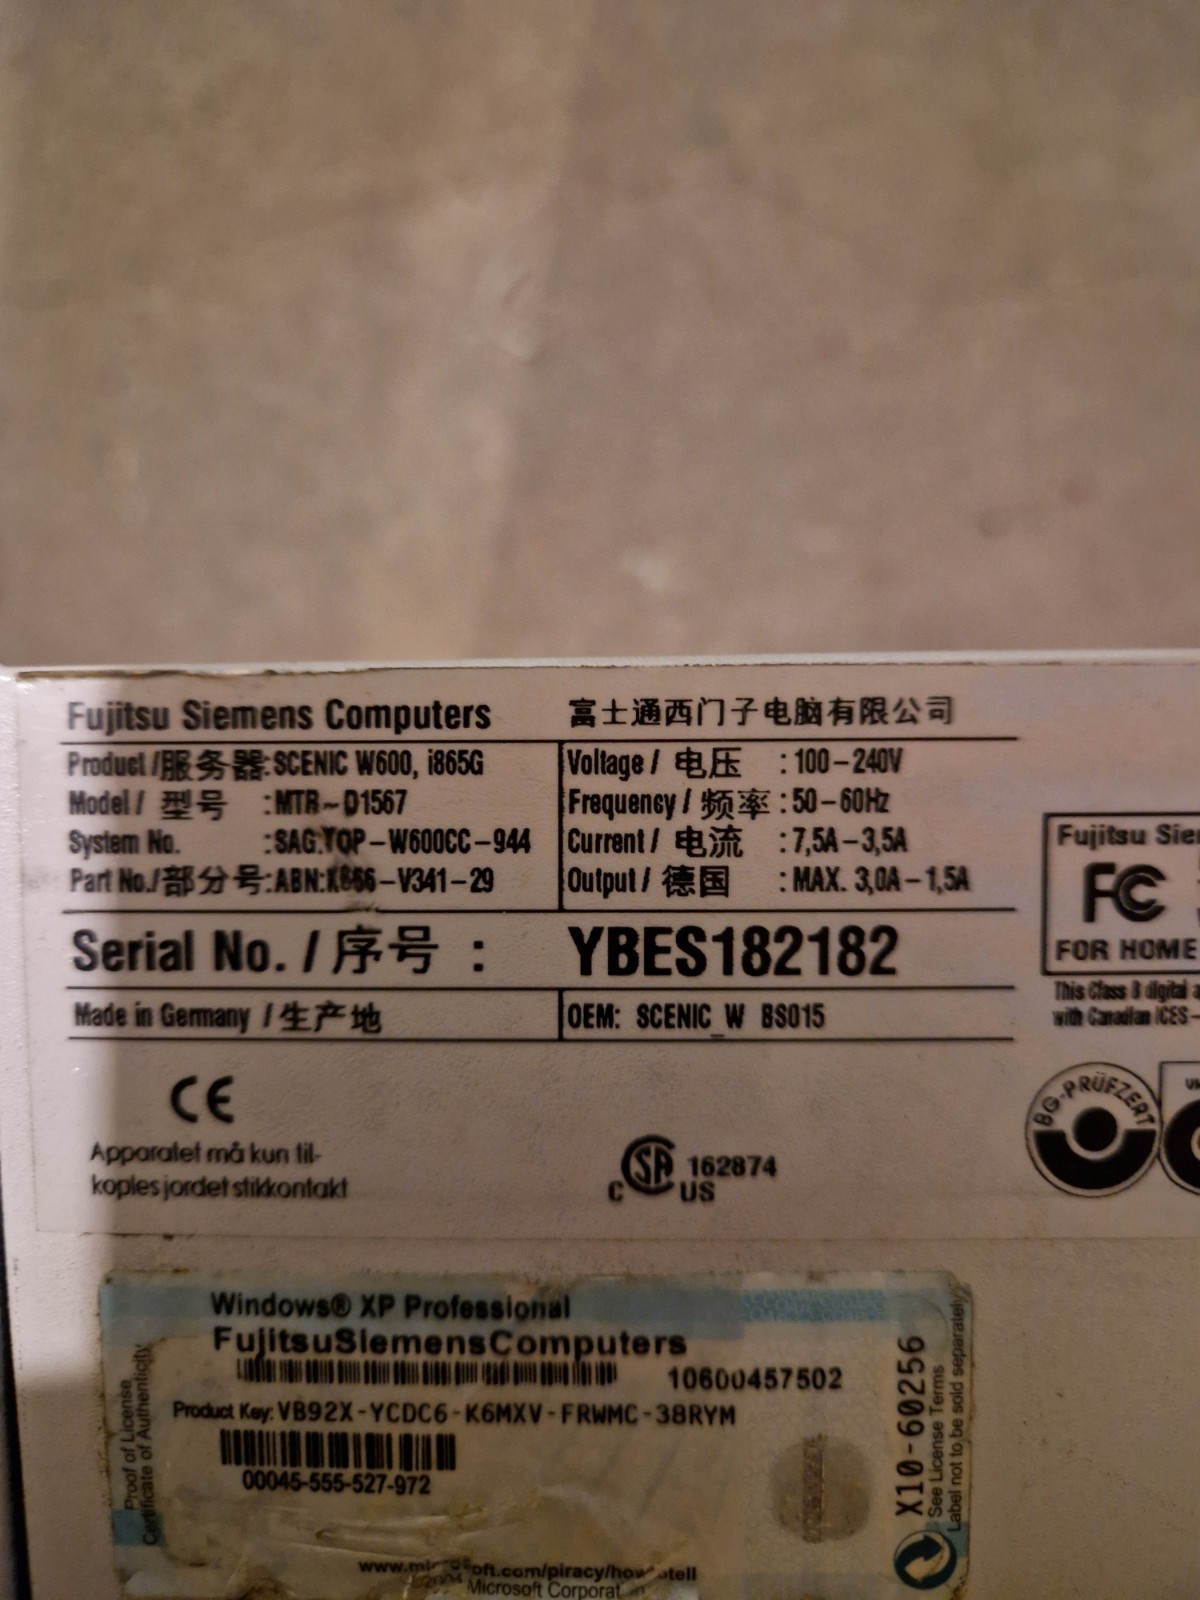 Fujitsu Siemens Computers 富士通西门子电脑有限公司
Product /服务器:SCENIC W600, i865G
Model / 型号 :MTR-D1567
System No. :SAG:TOP-W600CC-944
Part No./部分号:ABN:K866-V341-29
Voltage / 电压 :100-240V
Frequency / 频率 :50-60Hz
Current / 电流 :7,5A-3,5A
Output / 德国 :MAX. 3,0A-1,5A
Serial No. / 序号 : YBES182182
Made in Germany / 生产地
OEM: SCENIC_W BS015
Fujitsu Sie
FC
FOR HOME
This Class B digital a
with Canadian ICES-
CE
Apparatet må kun til-
koples jordet stikkontakt
CSA 162874
C US
BG-PRÜFZERT
Windows® XP Professional
FujitsuSiemensComputers
10600457502
Product Key: VB92X-YCDC6-K6MXV-FRWMC-38RYM
00045-555-527-972
Proof of License
Certificate of Authenticity
X10-60256
See License Terms
Label not to be sold separately
Microsoft